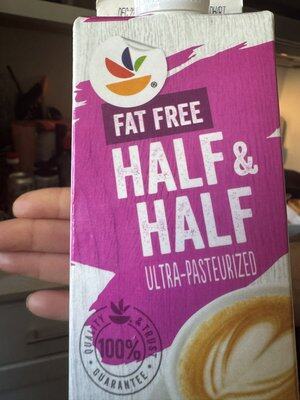 FAT FREE
HALF &
HALF
ULTRA-PASTEURIZED
QUALITY & TRUST
100%
GUARANTEE